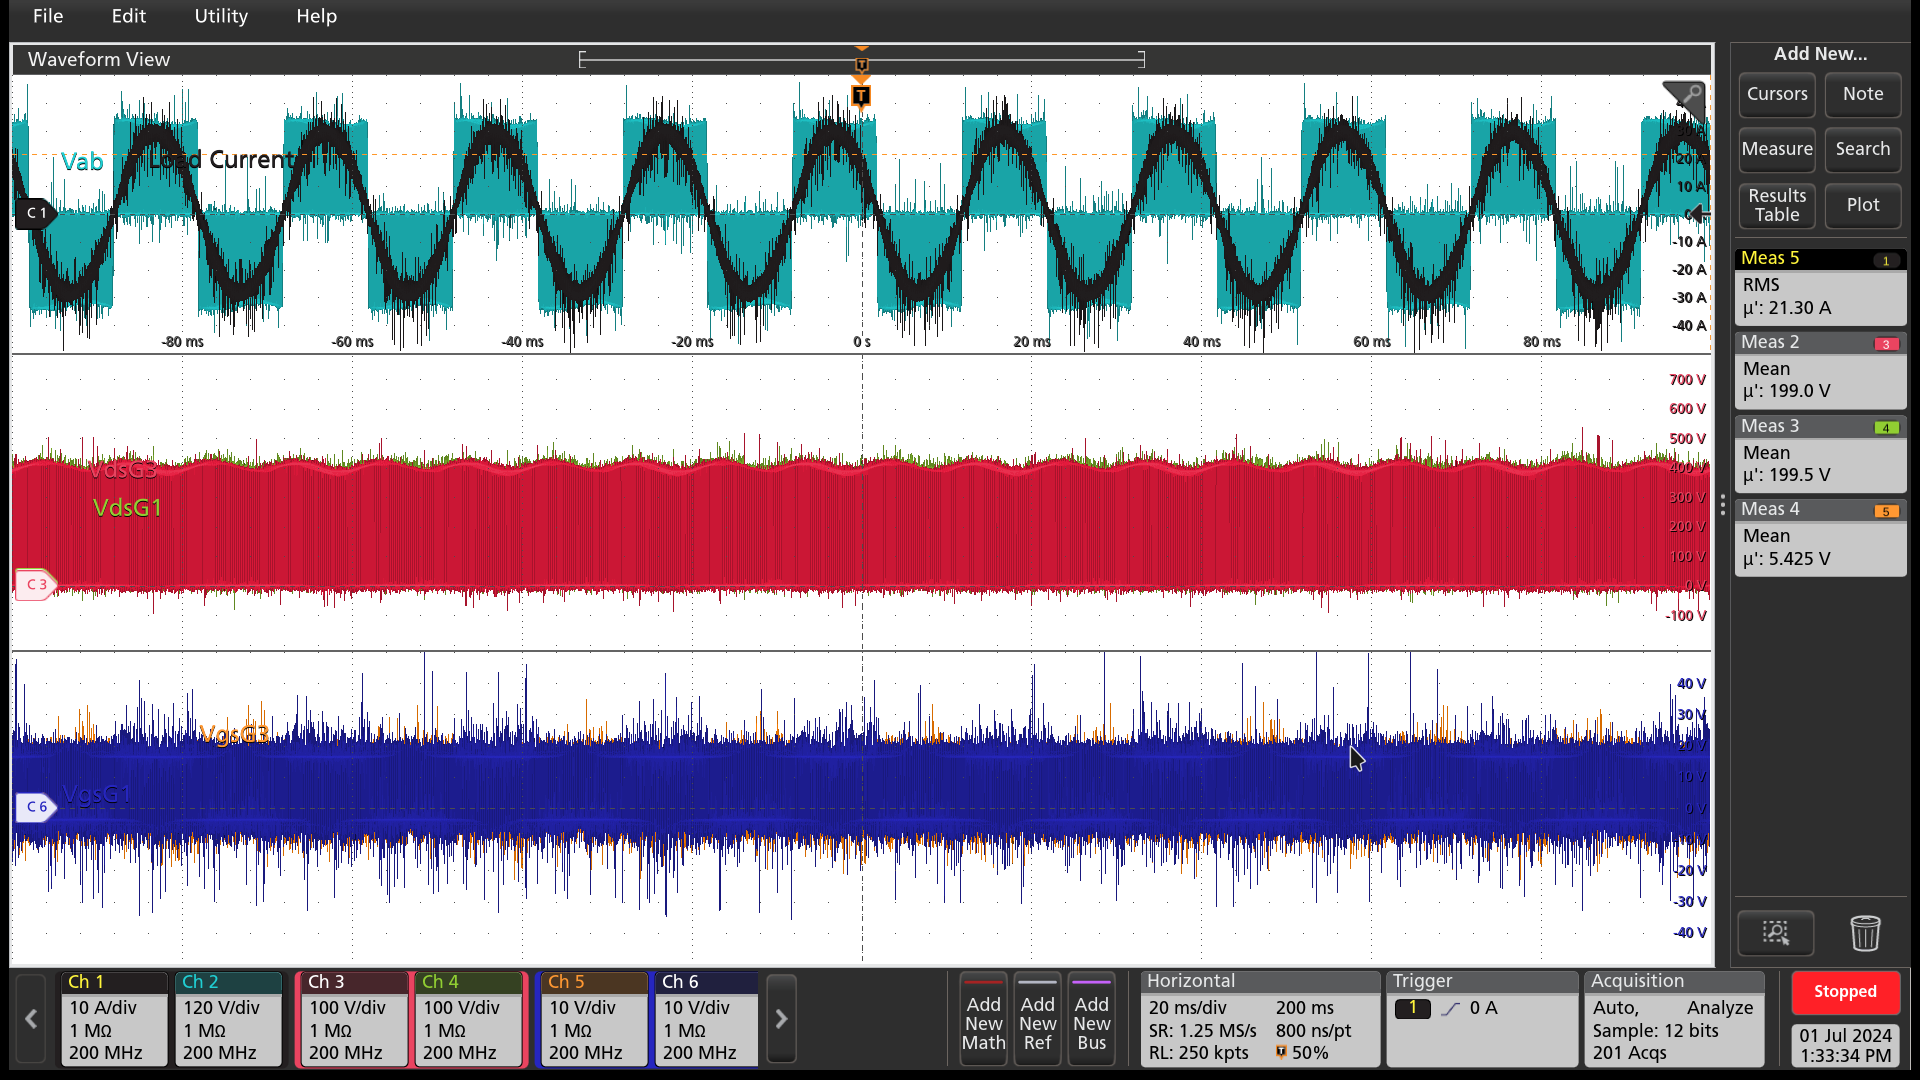 File Edit Utility Help
Waveform View
Add New...
Cursors Note
Measure Search
Results Table Plot
T
T
Vab Load Current
C 1
20
10 A
0
-10 A
-20 A
-30 A
-40 A
-80 ms -60 ms -40 ms -20 ms 0 s 20 ms 40 ms 60 ms 80 ms
700 V
600 V
500 V
400 V
300 V
200 V
100 V
0 V
-100 V
VdsG3
VdsG1
C 3
40 V
30 V
20 V
10 V
0 V
-20 V
-30 V
-40 V
VgsG3
VgsG1
C 6
Meas 5 1
RMS
µ': 21.30 A
Meas 2 3
Mean
µ': 199.0 V
Meas 3 4
Mean
µ': 199.5 V
Meas 4 5
Mean
µ': 5.425 V
Ch 1
10 A/div
1 MΩ
200 MHz
Ch 2
120 V/div
1 MΩ
200 MHz
Ch 3
100 V/div
1 MΩ
200 MHz
Ch 4
100 V/div
1 MΩ
200 MHz
Ch 5
10 V/div
1 MΩ
200 MHz
Ch 6
10 V/div
1 MΩ
200 MHz
Add New Math
Add New Ref
Add New Bus
Horizontal
20 ms/div 200 ms
SR: 1.25 MS/s 800 ns/pt
RL: 250 kpts T 50%
Trigger
1 0 A
Acquisition
Auto, Analyze
Sample: 12 bits
201 Acqs
Stopped
01 Jul 2024
1:33:34 PM